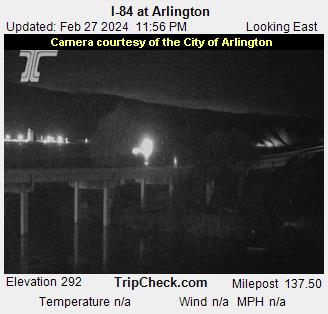 I-84 at Arlington
Updated: Feb 27 2024 11:56 PM Looking East
Camera courtesy of the City of Arlington
Elevation 292 TripCheck.com Milepost 137.50
Temperature n/a Wind n/a MPH n/a